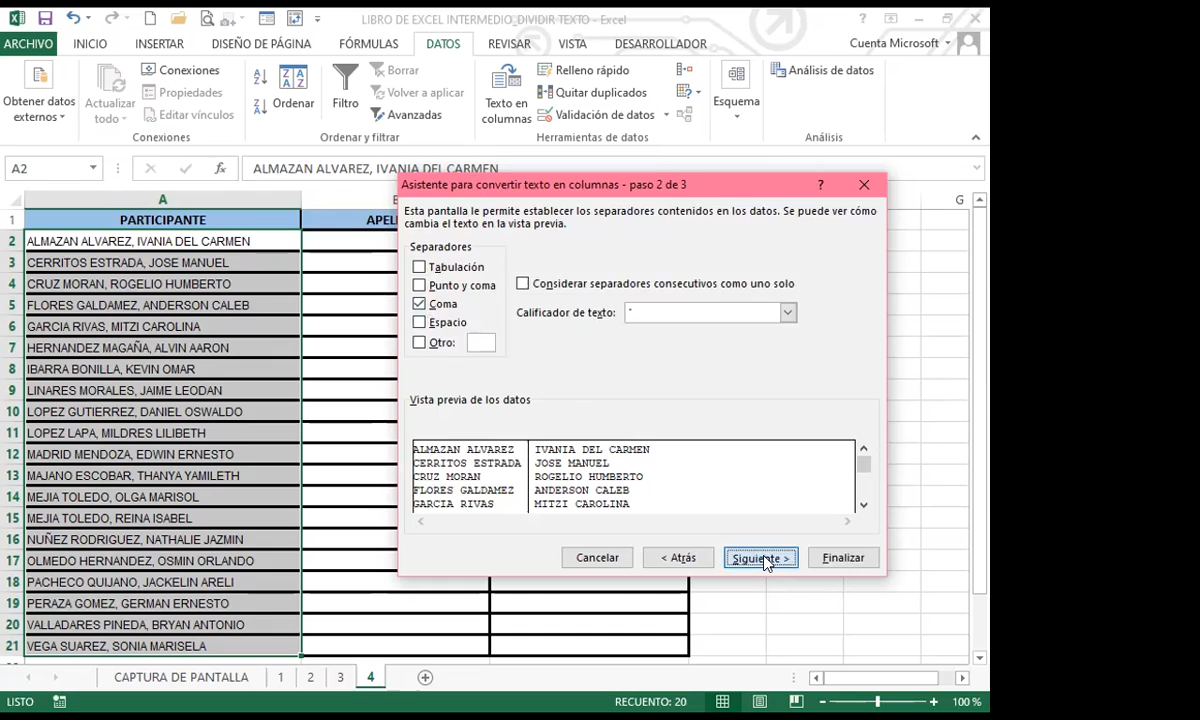 LIBRO DE EXCEL INTERMEDIO_DIVIDIR TEXTO - Excel
ARCHIVO INICIO INSERTAR DISEÑO DE PÁGINA FÓRMULAS DATOS REVISAR VISTA DESARROLLADOR Cuenta Microsoft
Obtener datos externos
Actualizar todo
Conexiones
Propiedades
Editar vínculos
Conexiones
Ordenar
Filtro
Borrar
Volver a aplicar
Avanzadas
Ordenar y filtrar
Texto en columnas
Relleno rápido
Quitar duplicados
Validación de datos
Herramientas de datos
Esquema
Análisis de datos
Análisis
A2 fx ALMAZAN ALVAREZ, IVANIA DEL CARMEN
A G
1 PARTICIPANTE APEL
2 ALMAZAN ALVAREZ, IVANIA DEL CARMEN
3 CERRITOS ESTRADA, JOSE MANUEL
4 CRUZ MORAN, ROGELIO HUMBERTO
5 FLORES GALDAMEZ, ANDERSON CALEB
6 GARCIA RIVAS, MITZI CAROLINA
7 HERNANDEZ MAGAÑA, ALVIN AARON
8 IBARRA BONILLA, KEVIN OMAR
9 LINARES MORALES, JAIME LEODAN
10 LOPEZ GUTIERREZ, DANIEL OSWALDO
11 LOPEZ LAPA, MILDRES LILIBETH
12 MADRID MENDOZA, EDWIN ERNESTO
13 MAJANO ESCOBAR, THANYA YAMILETH
14 MEJIA TOLEDO, OLGA MARISOL
15 MEJIA TOLEDO, REINA ISABEL
16 NUÑEZ RODRIGUEZ, NATHALIE JAZMIN
17 OLMEDO HERNANDEZ, OSMIN ORLANDO
18 PACHECO QUIJANO, JACKELIN ARELI
19 PERAZA GOMEZ, GERMAN ERNESTO
20 VALLADARES PINEDA, BRYAN ANTONIO
21 VEGA SUAREZ, SONIA MARISELA
Asistente para convertir texto en columnas - paso 2 de 3 ?
Esta pantalla le permite establecer los separadores contenidos en los datos. Se puede ver cómo
cambia el texto en la vista previa.
Separadores
Tabulación
Punto y coma
Coma
Espacio
Otro:
Considerar separadores consecutivos como uno solo
Calificador de texto: "
Vista previa de los datos
ALMAZAN ALVAREZ IVANIA DEL CARMEN
CERRITOS ESTRADA JOSE MANUEL
CRUZ MORAN ROGELIO HUMBERTO
FLORES GALDAMEZ ANDERSON CALEB
GARCIA RIVAS MITZI CAROLINA
Cancelar < Atrás Siguiente > Finalizar
CAPTURA DE PANTALLA 1 2 3 4
LISTO RECUENTO: 20 100 %